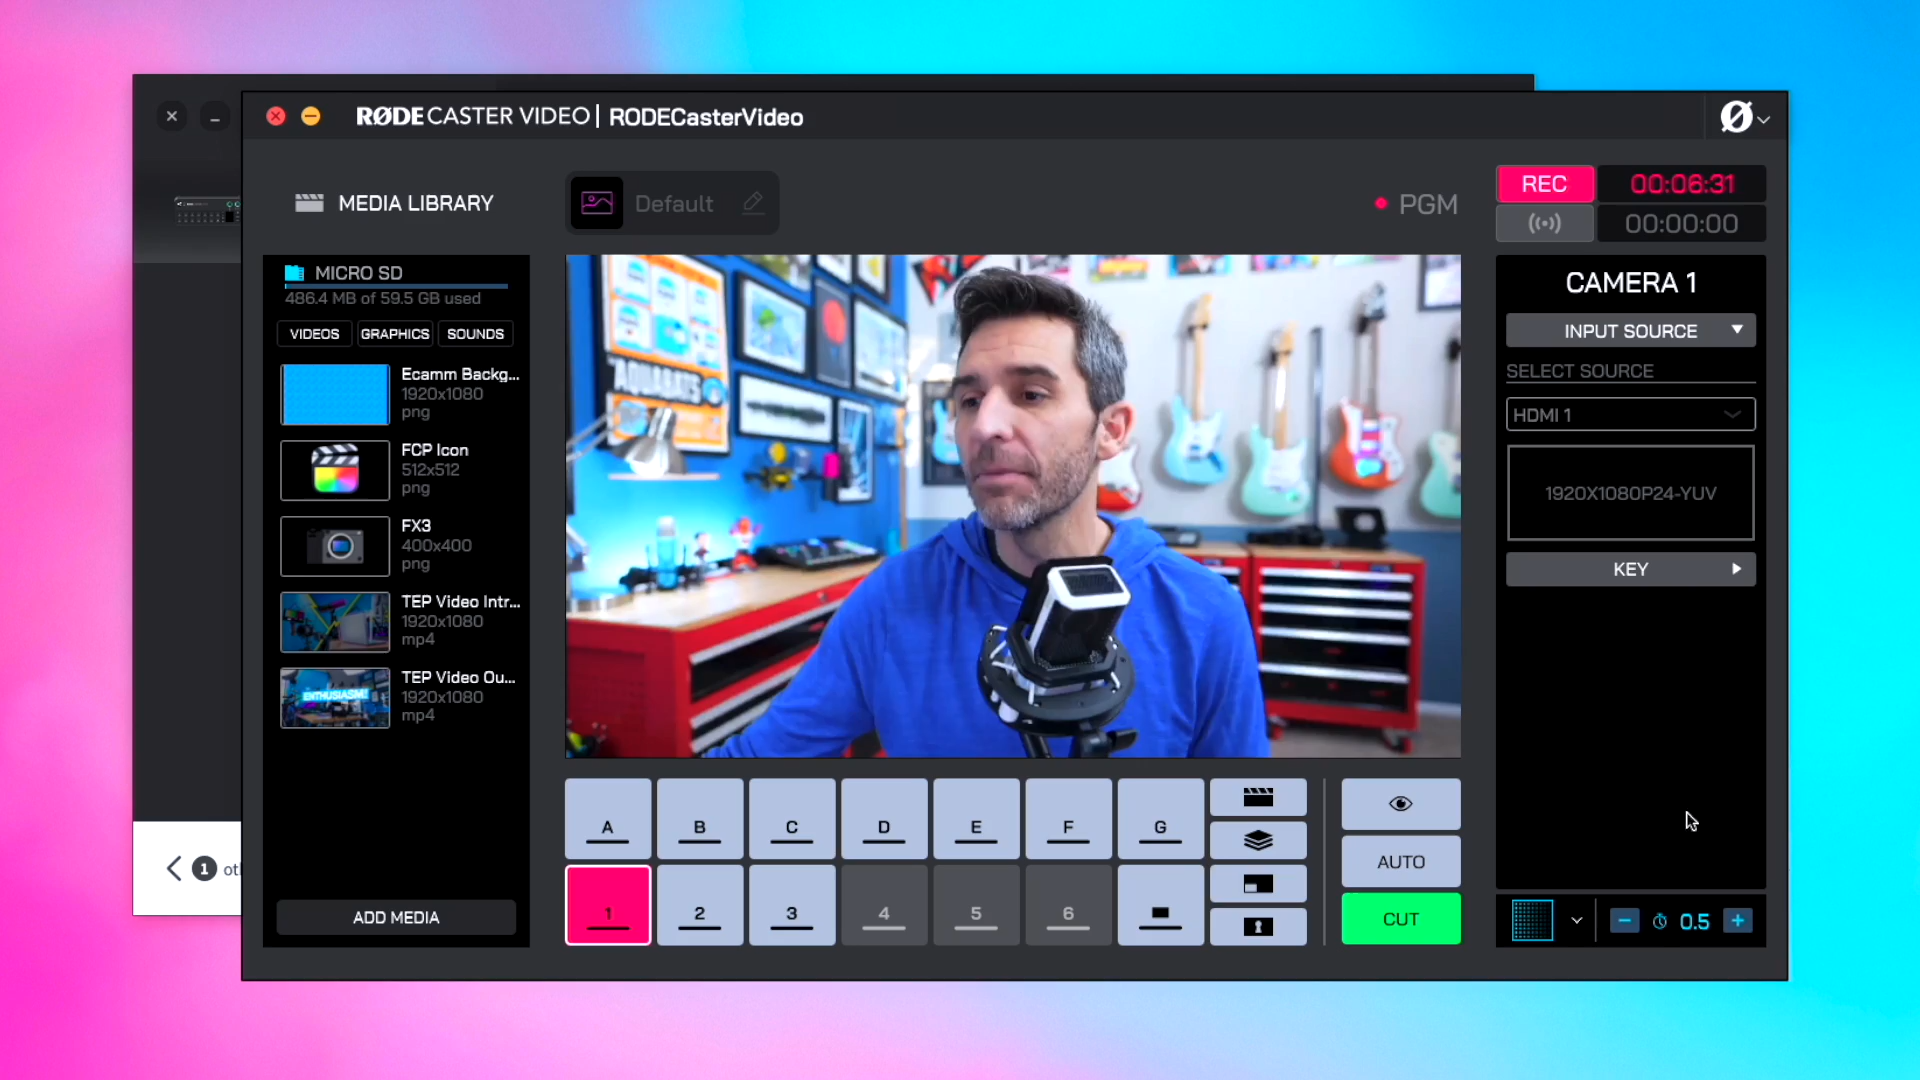 RØDECASTER VIDEO | RODECasterVideo
MEDIA LIBRARY
Default
PGM
REC
00:06:31
00:00:00
MICRO SD
486.4 MB of 59.5 GB used
VIDEOS
GRAPHICS
SOUNDS
Ecamm Backg...
1920x1080
png
FCP Icon
512x512
png
FX3
400x400
png
TEP Video Intr...
1920x1080
mp4
ENTHUSIASM!
TEP Video Ou...
1920x1080
mp4
ADD MEDIA
AQUABATS
CAMERA 1
INPUT SOURCE
SELECT SOURCE
HDMI 1
1920X1080P24-YUV
KEY
A
B
C
D
E
F
G
1
2
3
4
5
6
AUTO
CUT
0.5
1